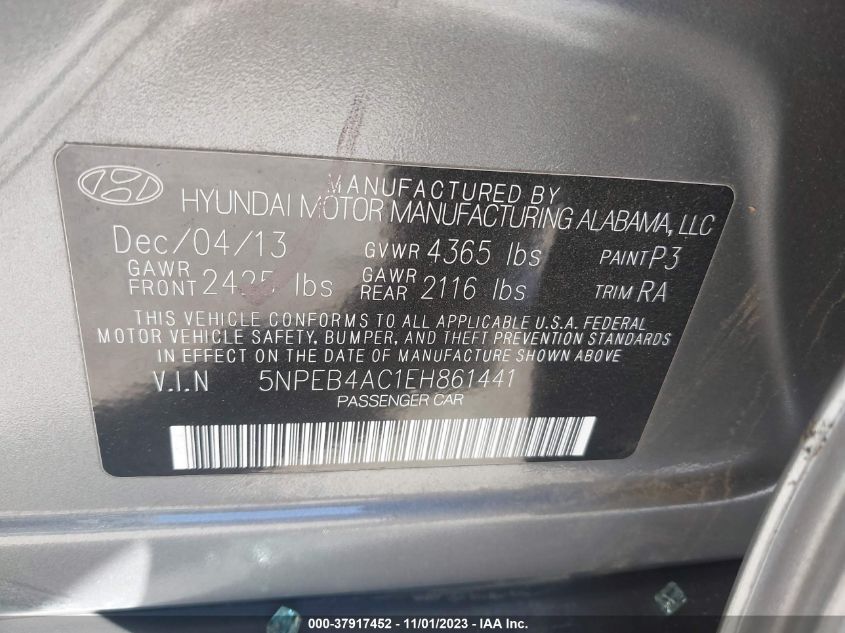 MANUFACTURED BY
HYUNDAI MOTOR MANUFACTURING ALABAMA, LLC
Dec/04/13 GVWR 4365 lbs PAINT P3
GAWR FRONT 2425 lbs GAWR REAR 2116 lbs TRIM RA
THIS VEHICLE CONFORMS TO ALL APPLICABLE U.S.A. FEDERAL
MOTOR VEHICLE SAFETY, BUMPER, AND THEFT PREVENTION STANDARDS
IN EFFECT ON THE DATE OF MANUFACTURE SHOWN ABOVE
V.I.N 5NPEB4AC1EH861441
PASSENGER CAR
000-37917452 - 11/01/2023 - IAA Inc.